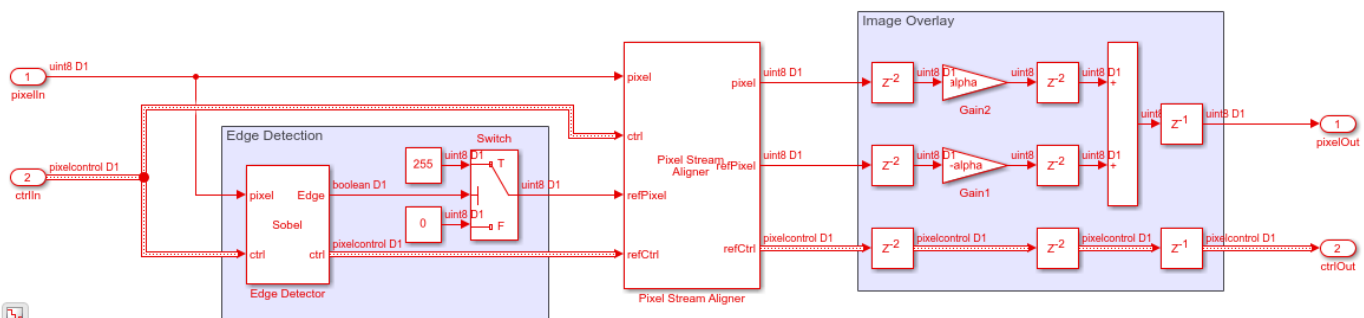 Image Overlay
1
pixelIn
uint8 D1
pixel
pixel
uint8 D1
Z-2
uint8 D1
alpha
Gain2
uint8
Z-2
uint8 D1
+
uint8 D1
Z-1
uint8 D1
1
pixelOut
ctrl
Edge Detection
Switch
255
uint8 D1
T
Pixel Stream
Aligner
refPixel
uint8 D1
Z-2
uint8 D1
-alpha
Gain1
uint8
Z-2
uint8 D1
+
2
ctrlIn
pixelcontrol D1
pixel
Edge
boolean D1
uint8 D1
refPixel
Sobel
0
uint8 D1
F
ctrl
ctrl
pixelcontrol D1
refCtrl
refCtrl
pixelcontrol D1
Z-2
pixelcontrol D1
Z-2
pixelcontrol D1
Z-1
pixelcontrol D1
2
ctrlOut
Edge Detector
Pixel Stream Aligner